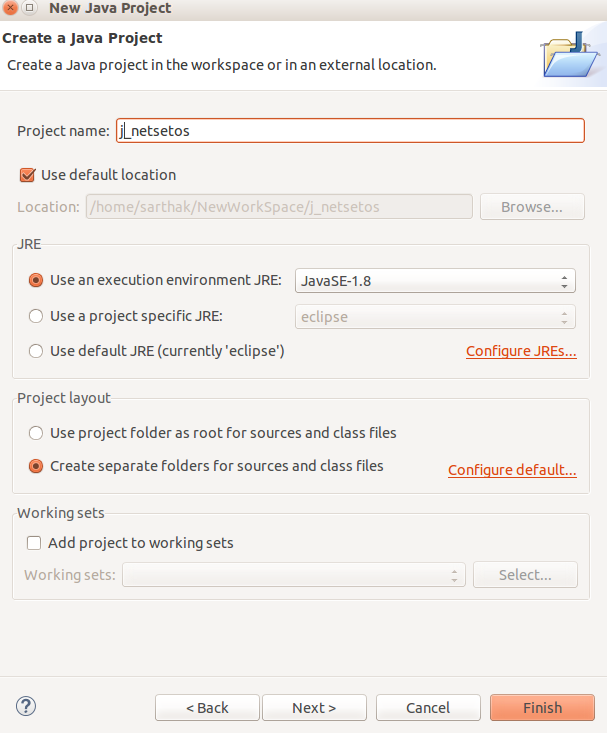 New Java Project
Create a Java Project
Create a Java project in the workspace or in an external location.
Project name: j_netsetos
Use default location
Location: /home/sarthak/NewWorkSpace/j_netsetos Browse...
JRE
Use an execution environment JRE: JavaSE-1.8
Use a project specific JRE: eclipse
Use default JRE (currently 'eclipse') Configure JREs...
Project layout
Use project folder as root for sources and class files
Create separate folders for sources and class files Configure default...
Working sets
Add project to working sets
Working sets: Select...
? < Back Next > Cancel Finish